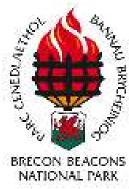 PARC CENEDLAETHOL
BANNAU BRYCHEINIOG
BRECON BEACONS
NATIONAL PARK